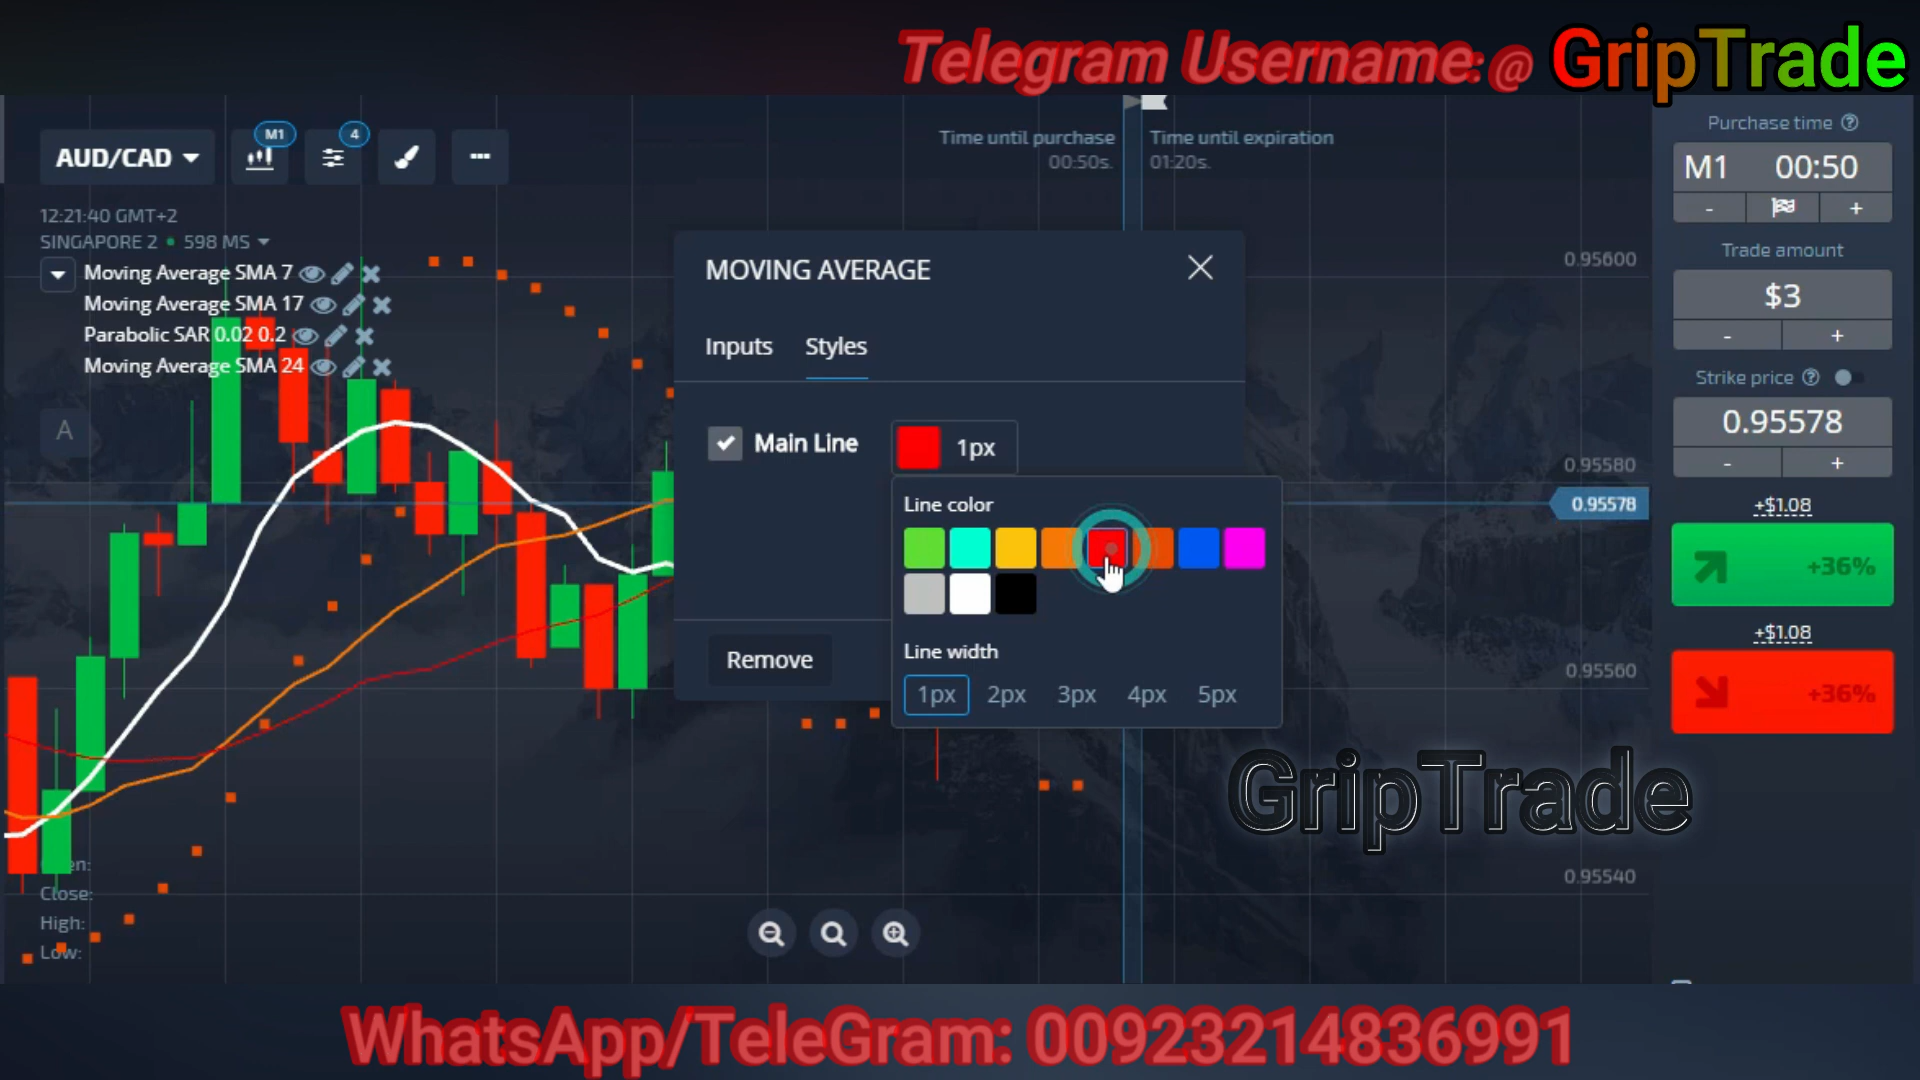 Telegram Username:@ GripTrade
AUD/CAD
M1
4
Time until purchase
00:50s.
Time until expiration
01:20s.
Purchase time
M1 00:50
- +
Trade amount
$3
- +
Strike price
0.95578
- +
+$1.08
+36%
+$1.08
+36%
12:21:40 GMT+2
SINGAPORE 2 598 MS
Moving Average SMA 7
Moving Average SMA 17
Parabolic SAR 0.02 0.2
Moving Average SMA 24
A
MOVING AVERAGE
Inputs Styles
Main Line 1px
Line color
Line width
1px 2px 3px 4px 5px
Remove
0.95600
0.95580
0.95578
0.95560
0.95540
GripTrade
Close:
High:
Low:
WhatsApp/TeleGram: 00923214836991